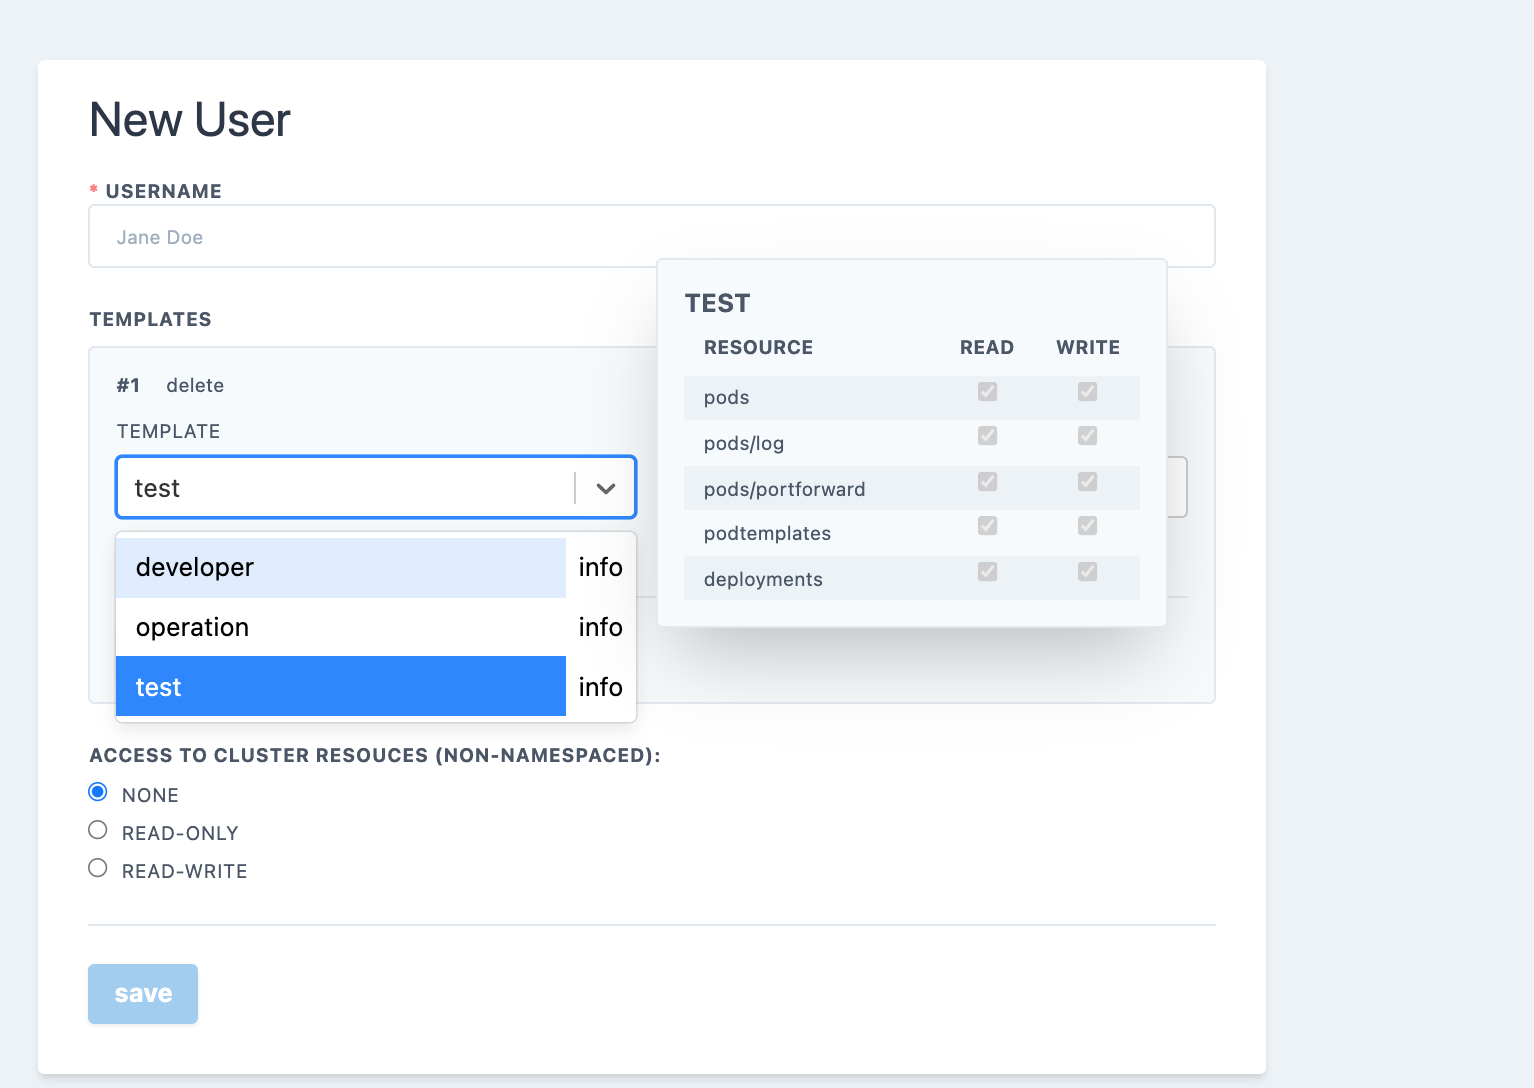 New User
* USERNAME
Jane Doe
TEMPLATES
#1 delete
TEMPLATE
test
developer info
operation info
test info
TEST
RESOURCE READ WRITE
pods
pods/log
pods/portforward
podtemplates
deployments
ACCESS TO CLUSTER RESOUCES (NON-NAMESPACED):
NONE
READ-ONLY
READ-WRITE
save